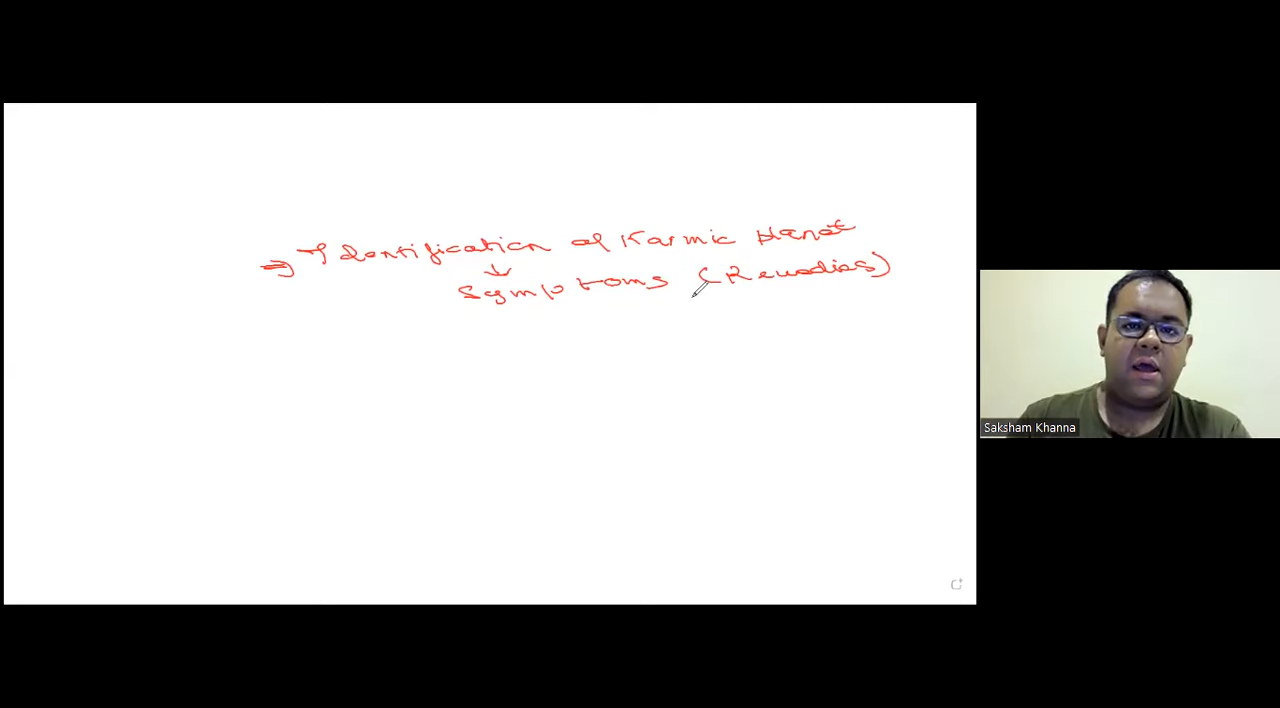 ⇒ Identification of Karmic Planet
↓
Symptoms (Remedies)
Saksham Khanna